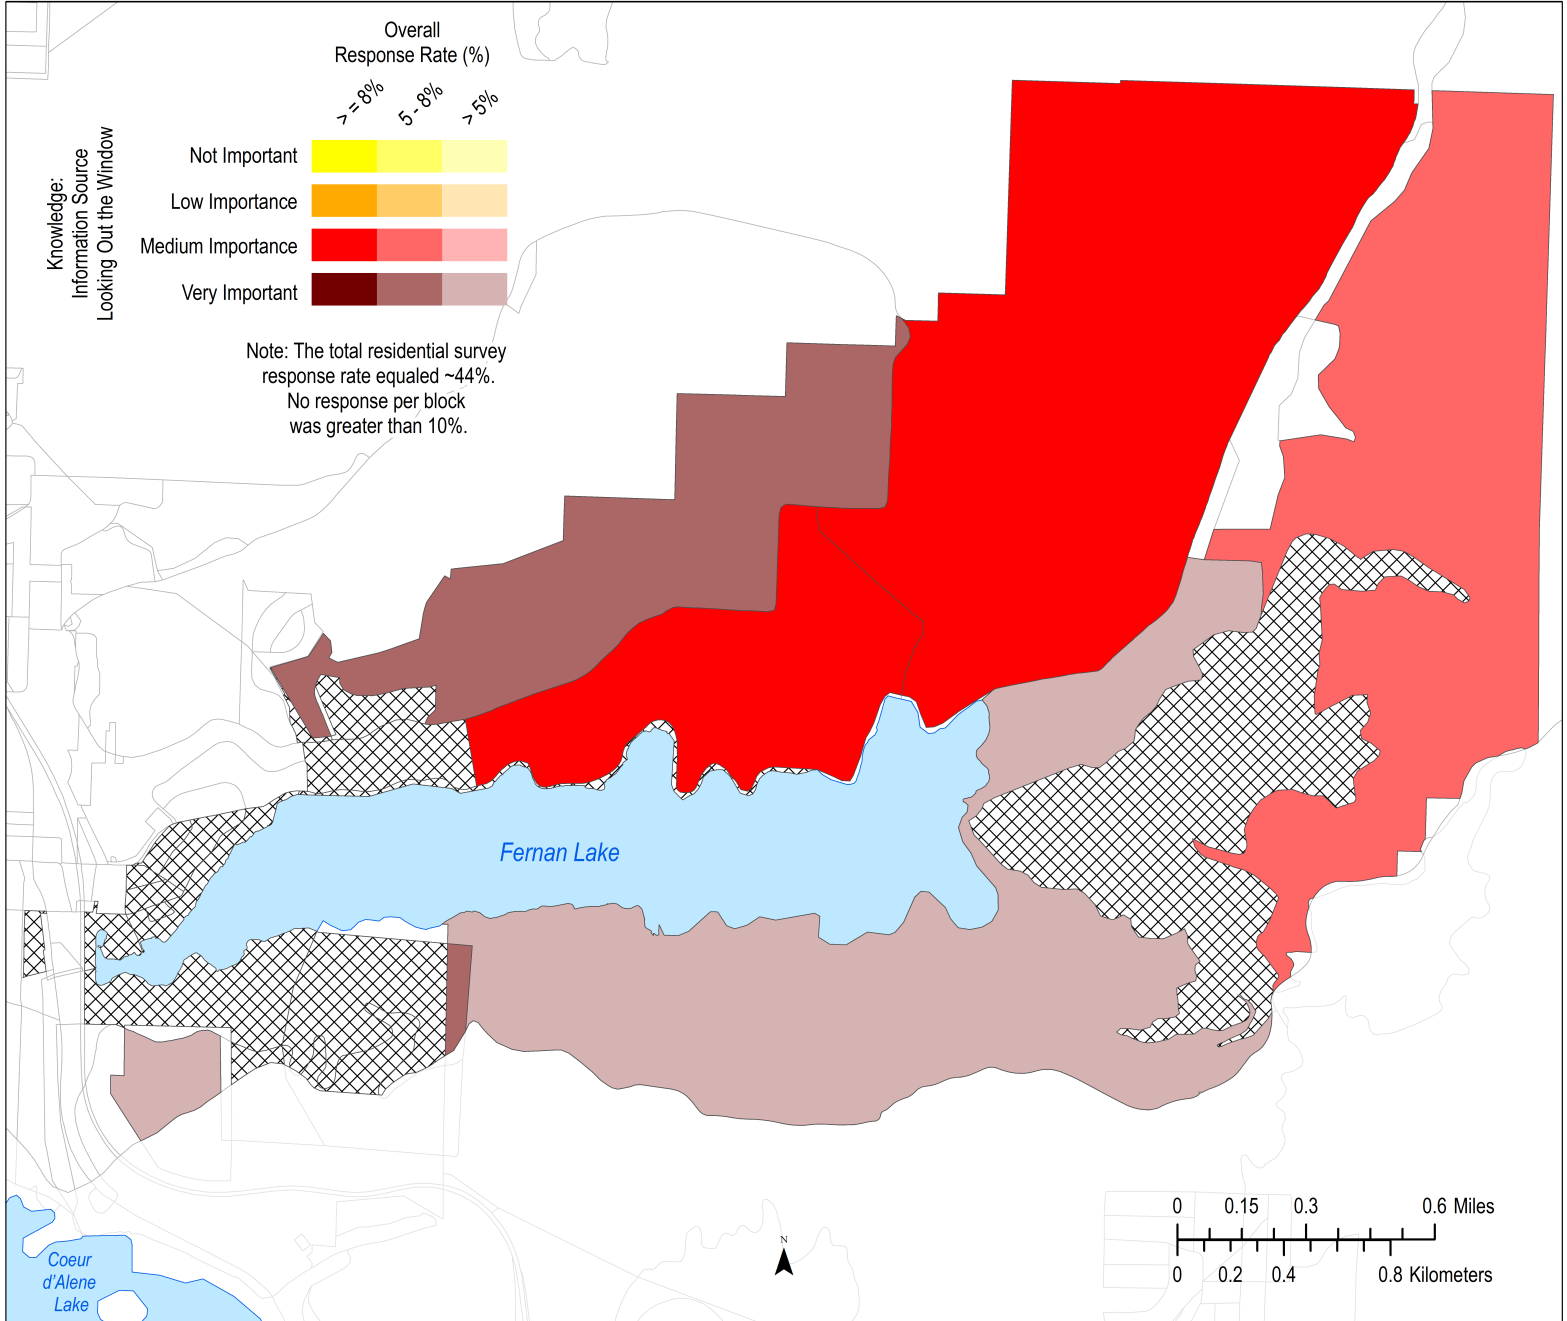 Overall
Response Rate (%)
> = 8%
5 - 8%
> 5%
Knowledge:
Information Source
Looking Out the Window
Not Important
Low Importance
Medium Importance
Very Important
Note: The total residential survey
response rate equaled ~44%.
No response per block
was greater than 10%.
Fernan Lake
Coeur
d'Alene
Lake
N
0 0.15 0.3 0.6 Miles
0 0.2 0.4 0.8 Kilometers